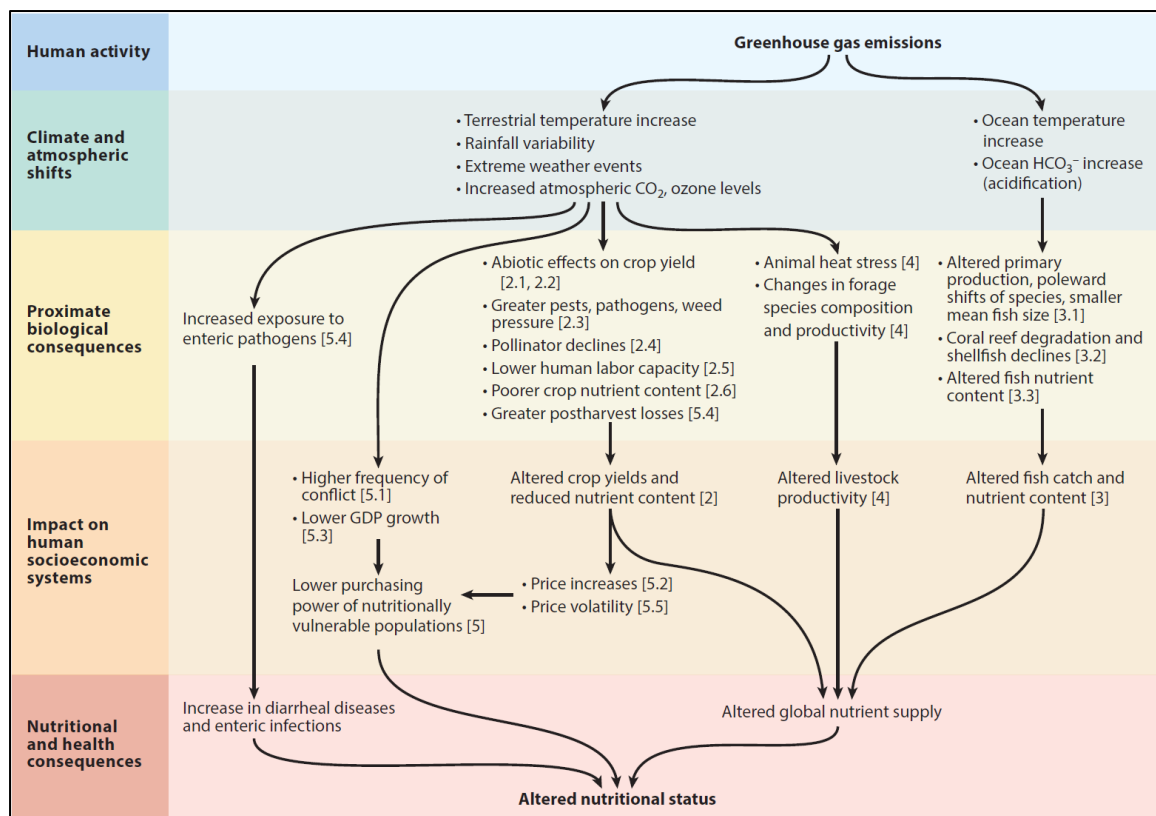 Human activity
Greenhouse gas emissions
Climate and
atmospheric
shifts
• Terrestrial temperature increase
• Rainfall variability
• Extreme weather events
• Increased atmospheric CO₂, ozone levels
• Ocean temperature
increase
• Ocean HCO₃⁻ increase
(acidification)
Proximate
biological
consequences
Increased exposure to
enteric pathogens [5.4]
• Abiotic effects on crop yield
[2.1, 2.2]
• Greater pests, pathogens, weed
pressure [2.3]
• Pollinator declines [2.4]
• Lower human labor capacity [2.5]
• Poorer crop nutrient content [2.6]
• Greater postharvest losses [5.4]
• Animal heat stress [4]
• Changes in forage
species composition
and productivity [4]
• Altered primary
production, poleward
shifts of species, smaller
mean fish size [3.1]
• Coral reef degradation and
shellfish declines [3.2]
• Altered fish nutrient
content [3.3]
Impact on
human
socioeconomic
systems
• Higher frequency of
conflict [5.1]
• Lower GDP growth
[5.3]
Altered crop yields and
reduced nutrient content [2]
Altered livestock
productivity [4]
Altered fish catch and
nutrient content [3]
Lower purchasing
power of nutritionally
vulnerable populations [5]
• Price increases [5.2]
• Price volatility [5.5]
Nutritional
and health
consequences
Increase in diarrheal diseases
and enteric infections
Altered global nutrient supply
Altered nutritional status